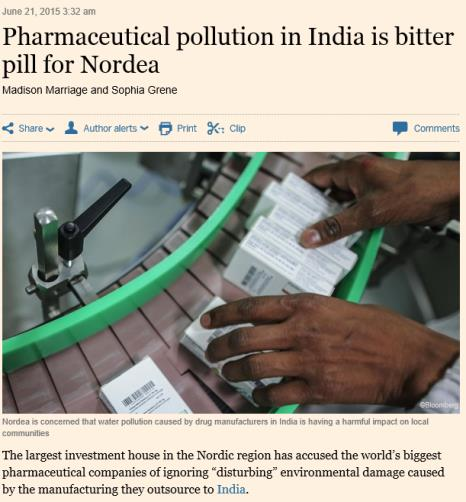 June 21, 2015 3:32 am
Pharmaceutical pollution in India is bitter
pill for Nordea
Madison Marriage and Sophia Grene
Share
Author alerts
Print
Clip
Comments
©Bloomberg
Nordea is concerned that water pollution caused by drug manufacturers in India is having a harmful impact on local
communities
The largest investment house in the Nordic region has accused the world's biggest
pharmaceutical companies of ignoring “disturbing” environmental damage caused
by the manufacturing they outsource to India.